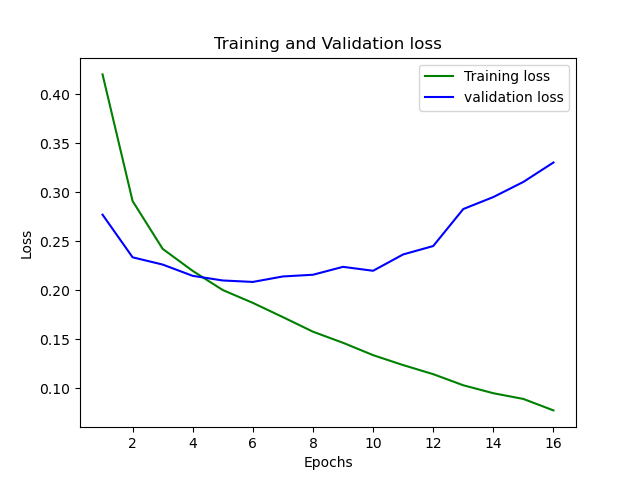 Training and Validation loss
Training loss
validation loss
0.40
0.35
0.30
0.25
0.20
0.15
0.10
Loss
2 4 6 8 10 12 14 16
Epochs